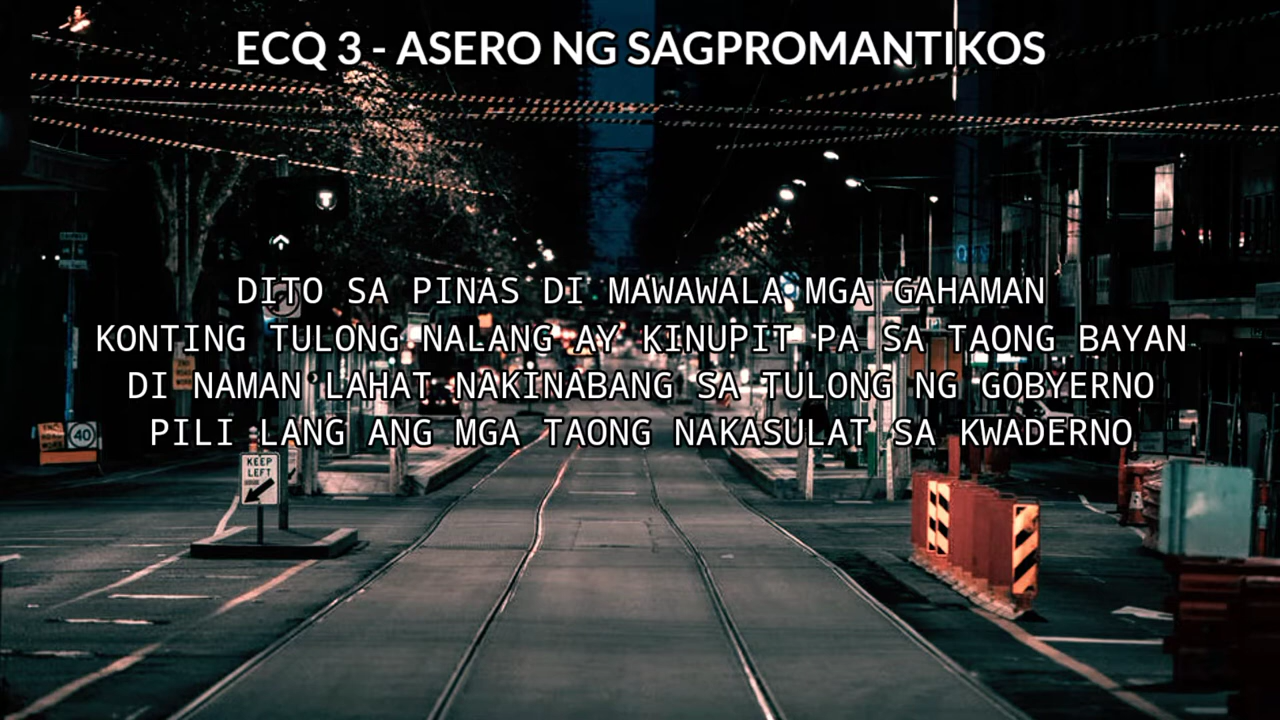 ECQ 3 - ASERO NG SAGPROMANTIKOS
DITO SA PINAS DI MAWAWALA MGA GAHAMAN
KONTING TULONG NALANG AY KINUPIT PA SA TAONG BAYAN
DI NAMAN LAHAT NAKINABANG SA TULONG NG GOBYERNO
PILI LANG ANG MGA TAONG NAKASULAT SA KWADERNO
40
KEEP
LEFT